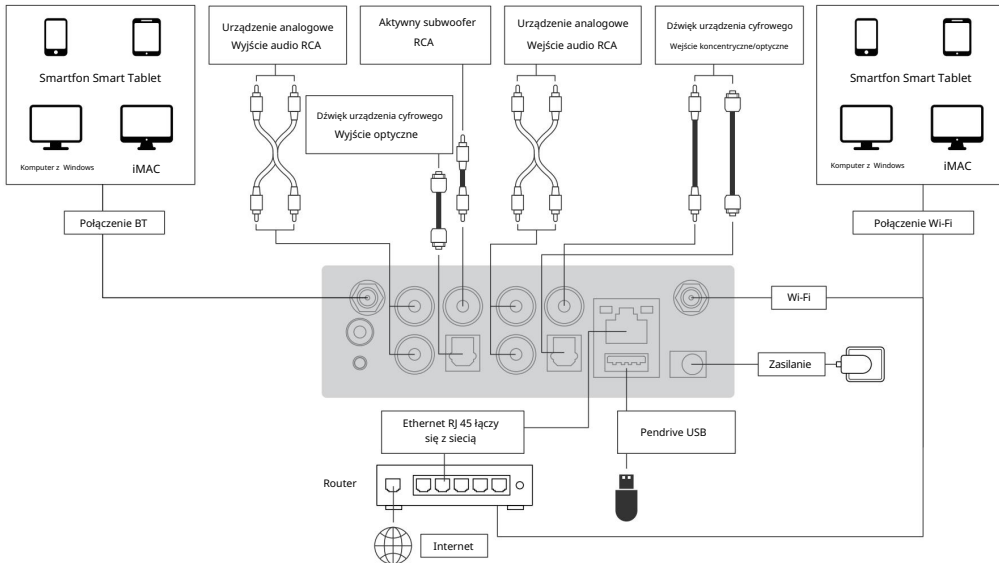 Smartfon Smart Tablet
Komputer z Windows
iMAC
Połączenie BT
Urządzenie analogowe
Wyjście audio RCA
Aktywny subwoofer
RCA
Dźwięk urządzenia cyfrowego
Wyjście optyczne
Urządzenie analogowe
Wejście audio RCA
Dźwięk urządzenia cyfrowego
Wejście koncentryczne/optyczne
Smartfon Smart Tablet
Komputer z Windows
iMAC
Połączenie Wi-Fi
Wi-Fi
Zasilanie
Ethernet RJ 45 łączy
się z siecią
Pendrive USB
Router
Internet